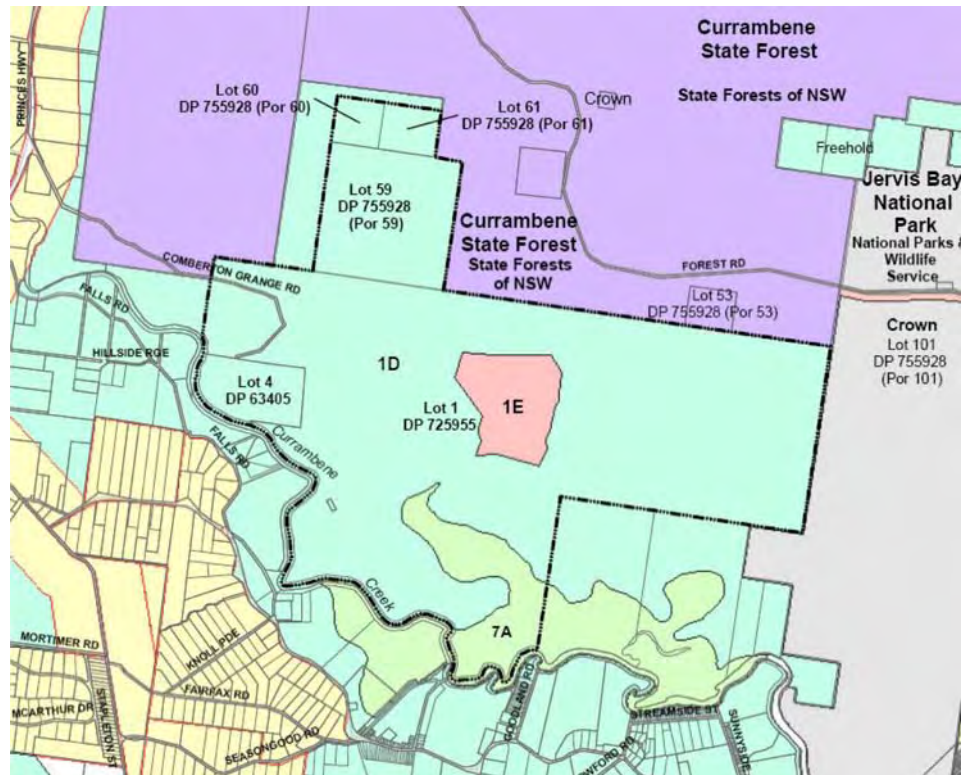 Currambene
State Forest
State Forests of NSW
PRINCES HWY
Lot 60
DP 755928 (Por 60)
Lot 61
DP 755928 (Por 61)
Crown
Freehold
Jervis Bay
National
Park
National Parks &
Wildlife
Service
Lot 59
DP 755928
(Por 59)
Currambene
State Forest
State Forests
of NSW
COMBERTON GRANGE RD
FOREST RD
FALLS RD
Lot 53
DP 755928 (Por 53)
Crown
Lot 101
DP 755928
(Por 101)
HILLSIDE RGE
1D
Lot 4
DP 63405
Lot 1
DP 725955
1E
FALLS RD
Currambene
Creek
7A
MORTIMER RD
KNOLL PDE
FAIRFAX RD
MCARTHUR DR
STAPLETON ST
SEASONGOOD RD
GOODLAND RD
STREAMSIDE ST
SUNNYSIDE